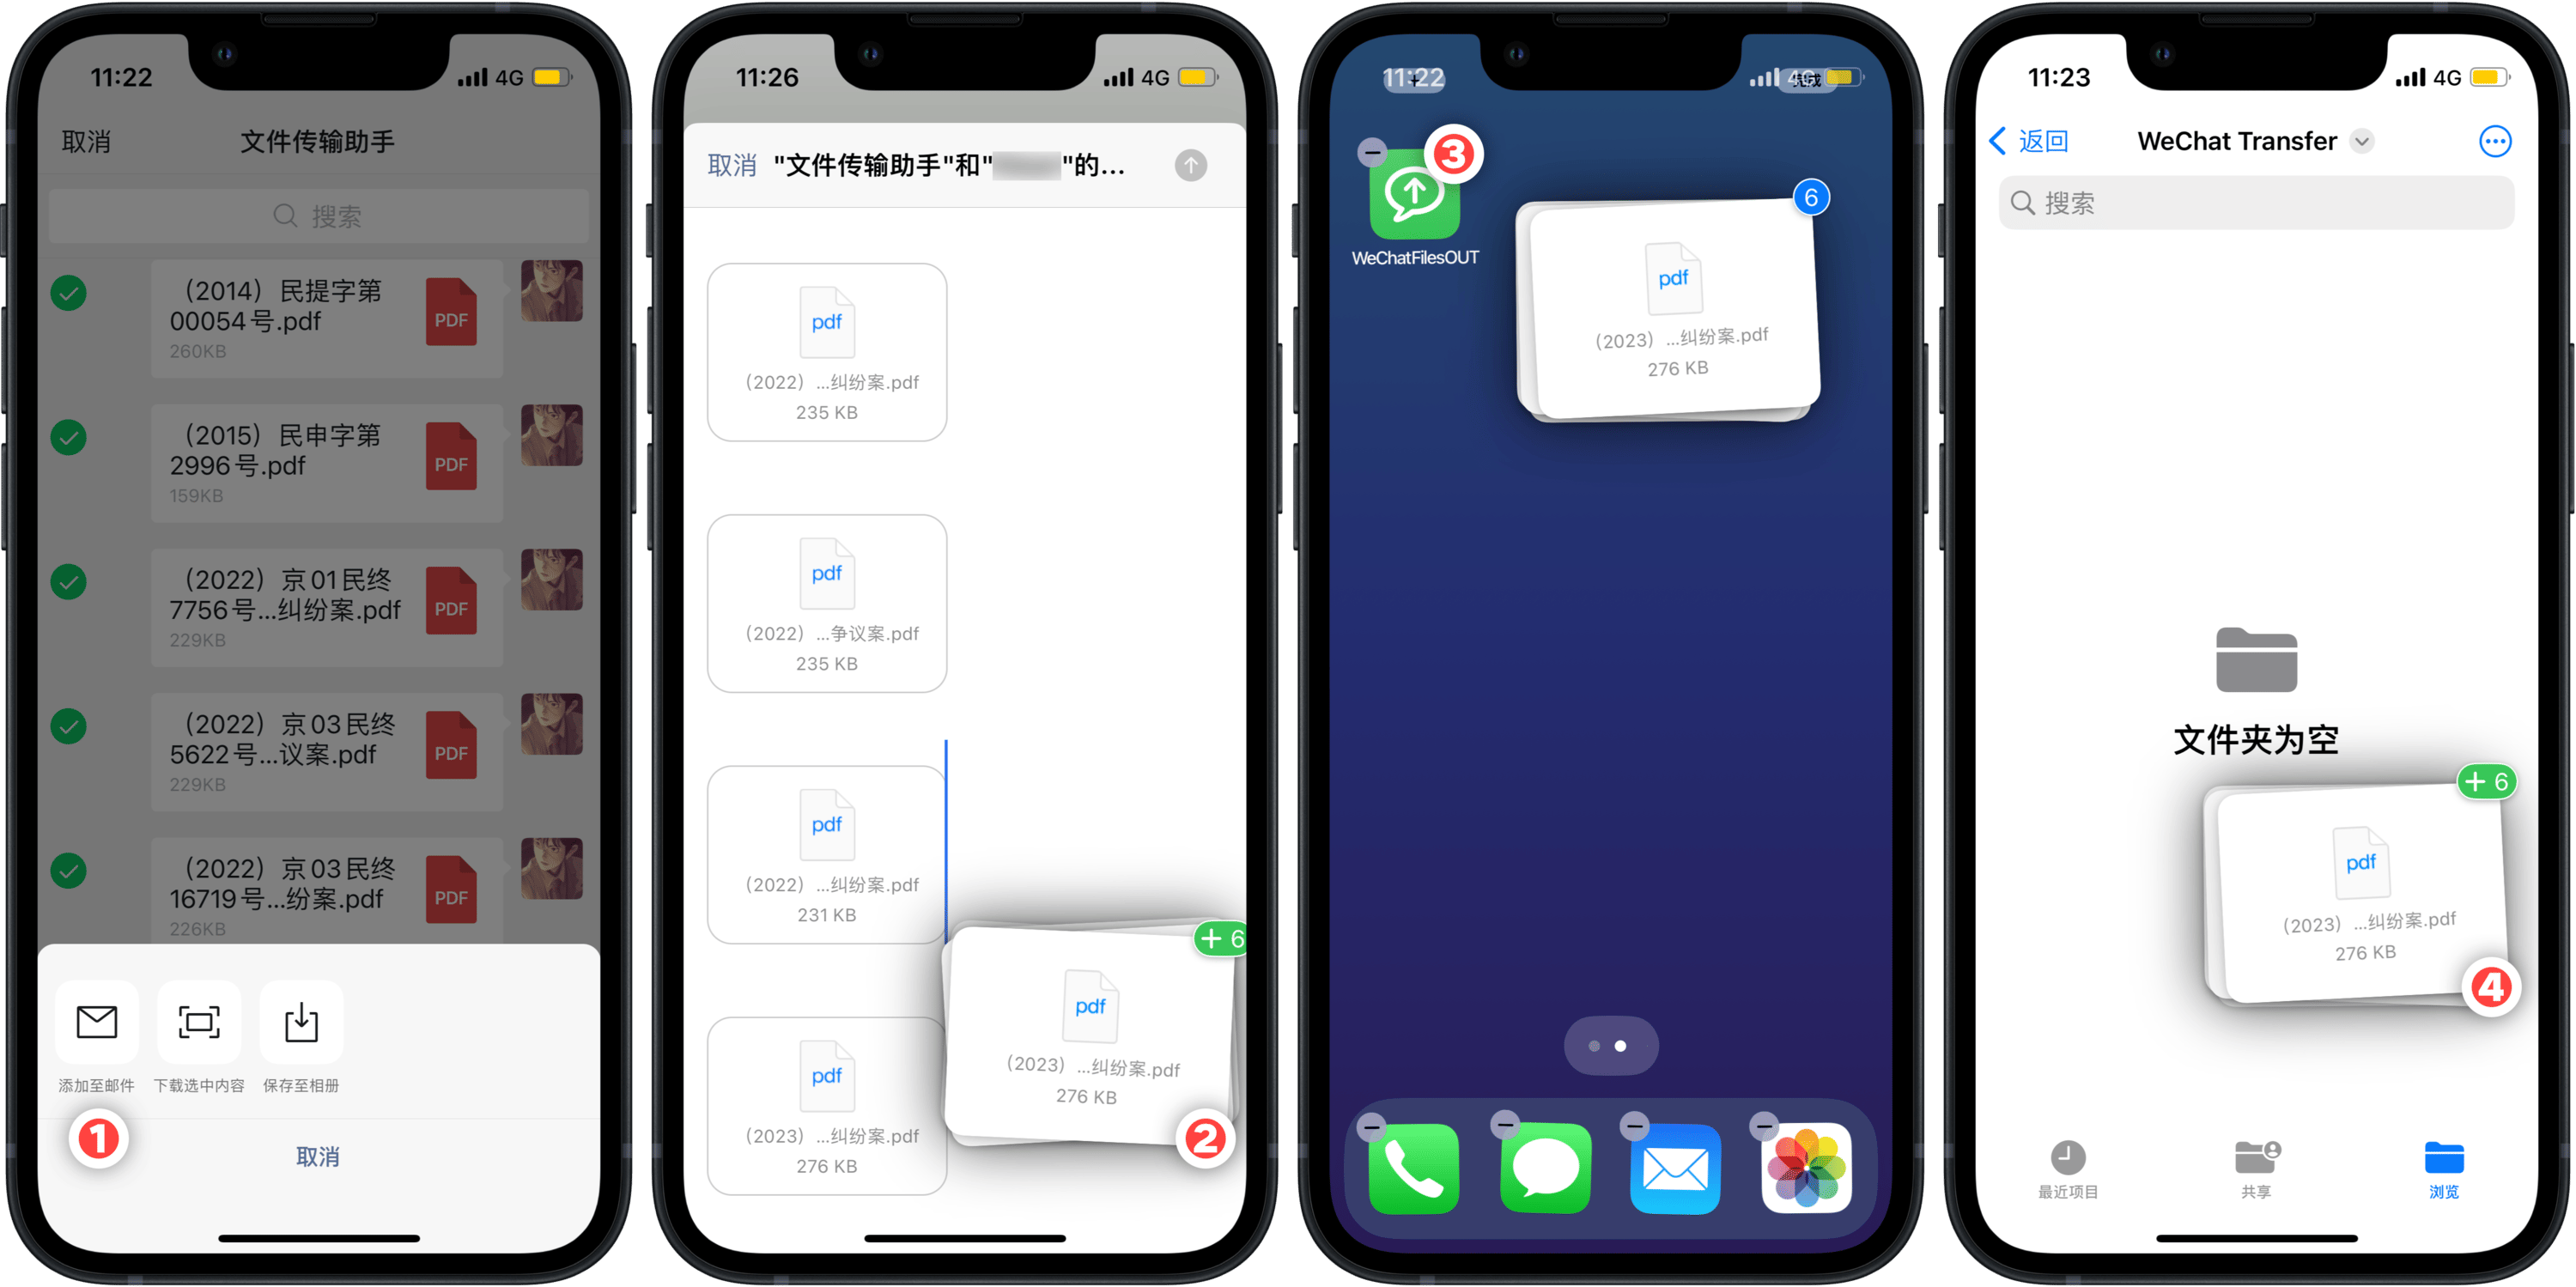 11:22
4G
取消
文件传输助手
搜索
（2014）民提字第
00054号.pdf
260KB
PDF
（2015）民申字第
2996号.pdf
159KB
PDF
（2022）京01民终
7756号...纠纷案.pdf
229KB
PDF
（2022）京03民终
5622号...议案.pdf
229KB
PDF
（2022）京03民终
16719号...纷案.pdf
226KB
PDF
添加至邮件
下载选中内容
保存至相册
1
取消
11:26
4G
取消
"文件传输助手"和"
"的...
pdf
（2022）...纠纷案.pdf
235 KB
pdf
（2022）...争议案.pdf
235 KB
pdf
（2022）...纠纷案.pdf
231 KB
pdf
（2023）...纠纷案.pdf
276 KB
+ 6
pdf
（2023）...纠纷案.pdf
276 KB
2
11:22
4G
完成
3
WeChatFilesOUT
6
pdf
（2023）...纠纷案.pdf
276 KB
11:23
4G
返回
WeChat Transfer
搜索
文件夹为空
+ 6
pdf
（2023）...纠纷案.pdf
276 KB
4
最近项目
共享
浏览